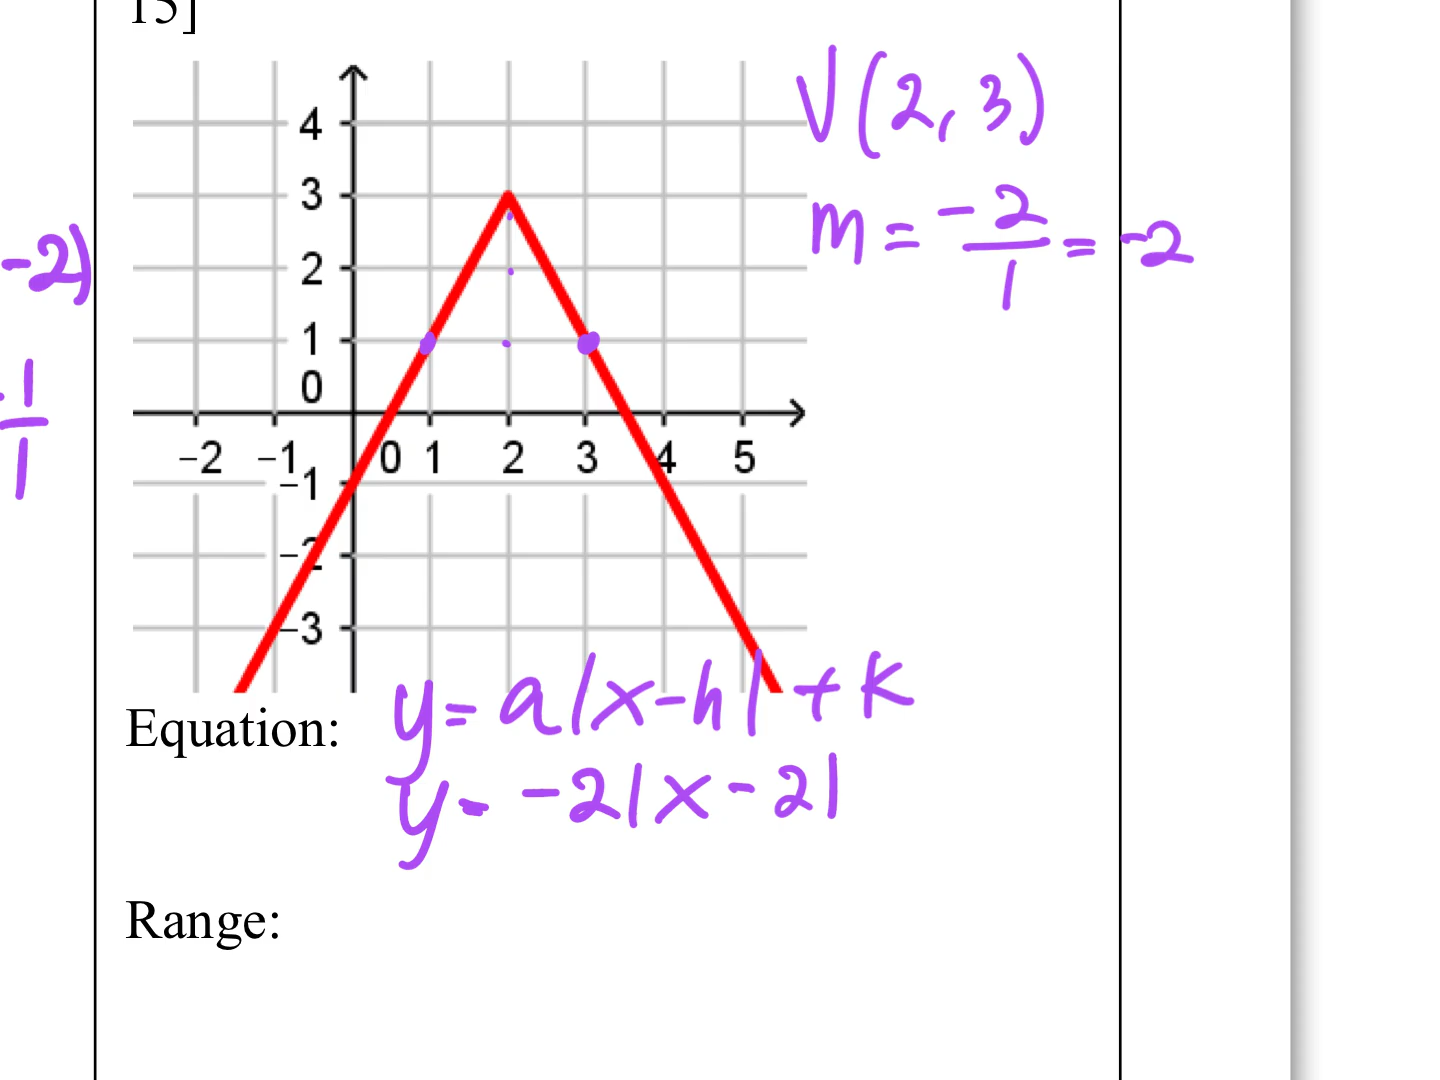 15]
V(2, 3)
m = -2/1 = -2
-2)
1
1
4
3
2
1
0
-2 -1 0 1 2 3 4 5
-1
-2
-3
Equation: y = a|x-h|+k
y = -2|x-2|
Range: